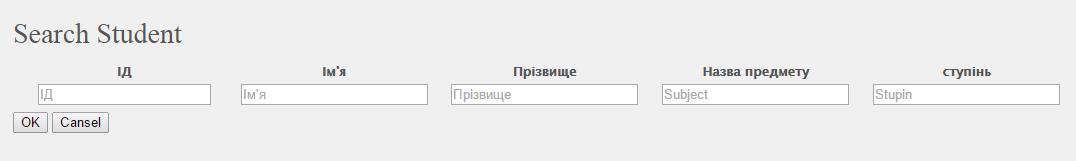 Search Student
ІД Ім'я Прізвище Назва предмету ступінь
ІД Ім'я Прізвище Subject Stupin
OK Cansel